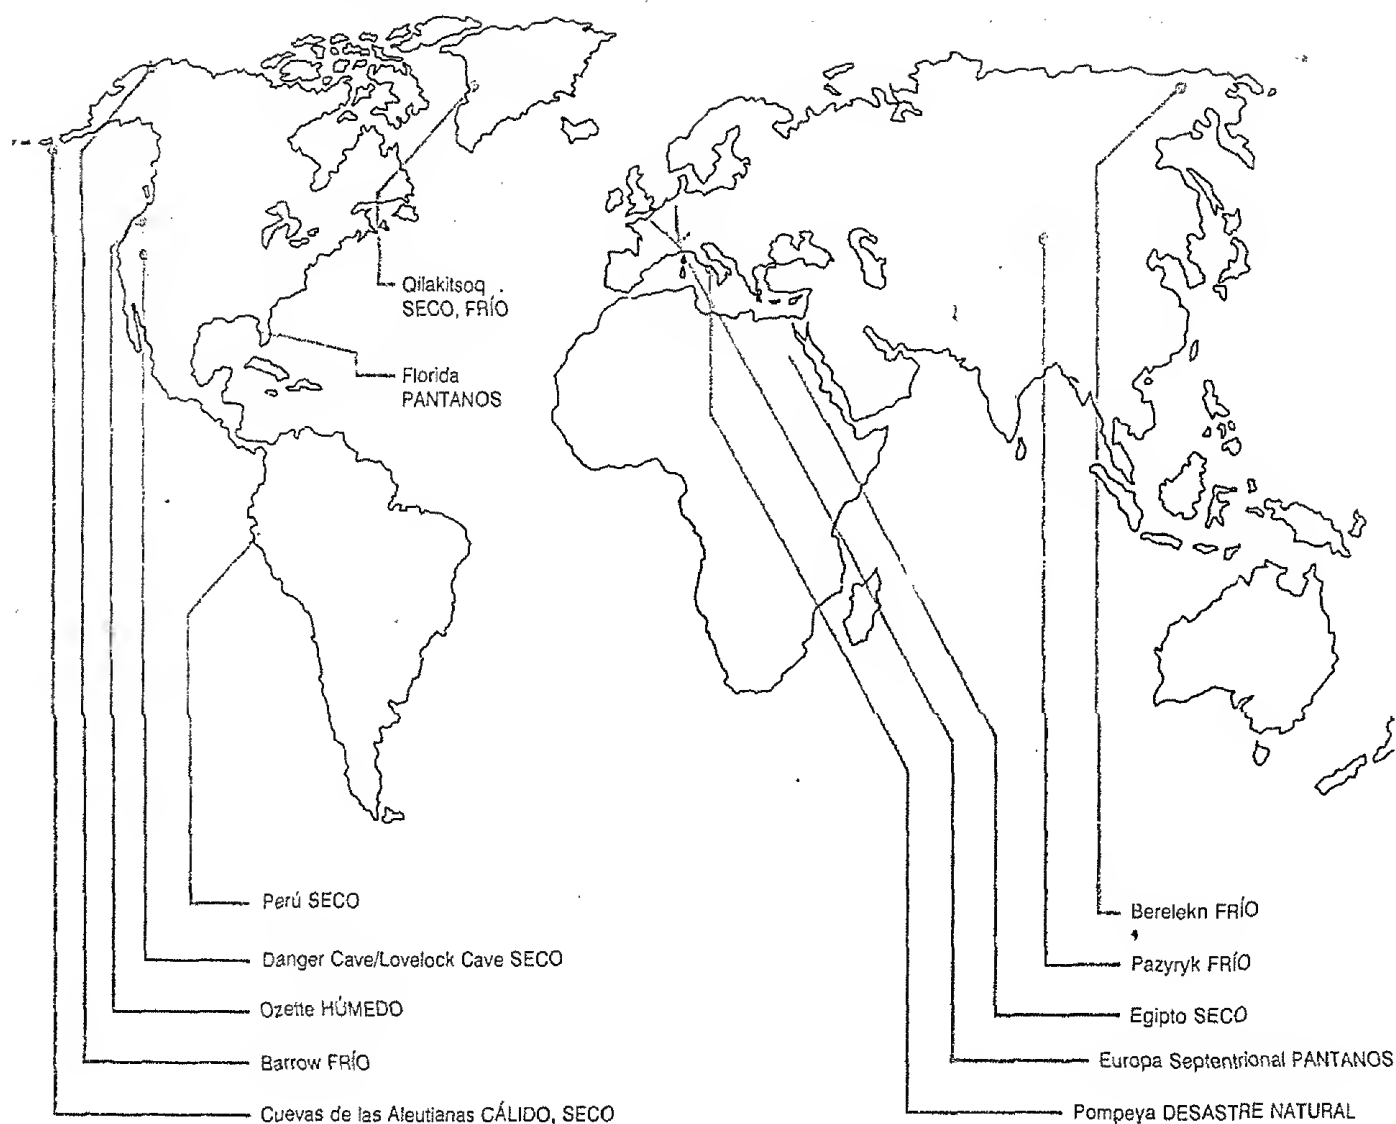 Qilakitsoq
SECO, FRÍO
Florida
PANTANOS
Perú SECO
Danger Cave/Lovelock Cave SECO
Ozette HÚMEDO
Barrow FRÍO
Cuevas de las Aleutianas CÁLIDO, SECO
Berelekn FRÍO
Pazyryk FRÍO
Egipto SECO
Europa Septentrional PANTANOS
Pompeya DESASTRE NATURAL